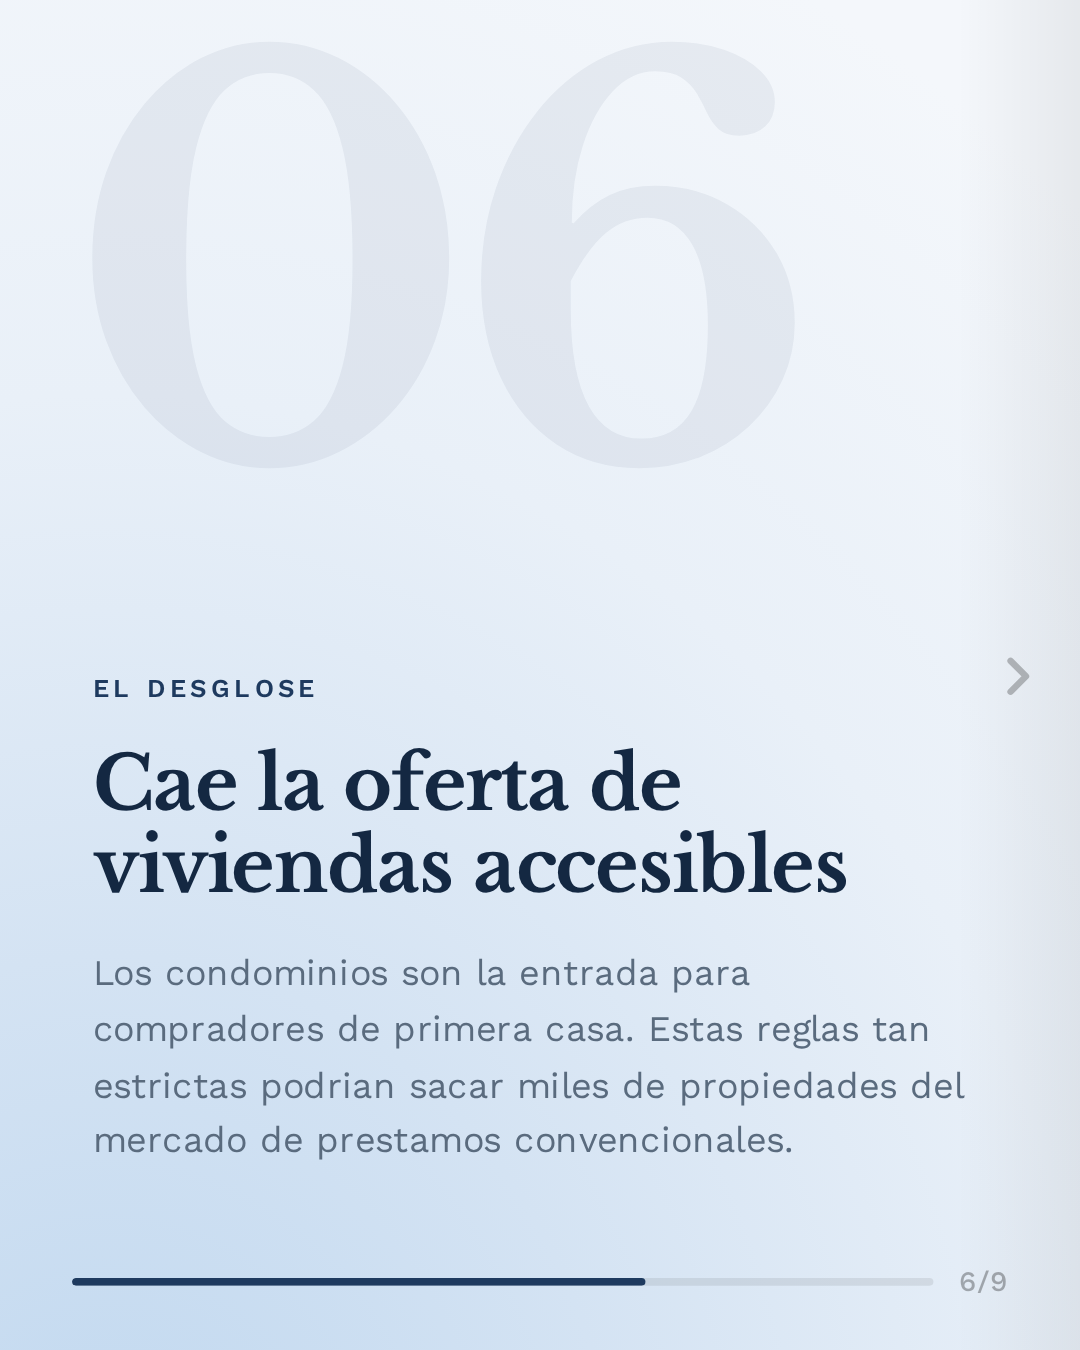 06
EL DESGLOSE
Cae la oferta de
viviendas accesibles
Los condominios son la entrada para
compradores de primera casa. Estas reglas tan
estrictas podrian sacar miles de propiedades del
mercado de prestamos convencionales.
6/9